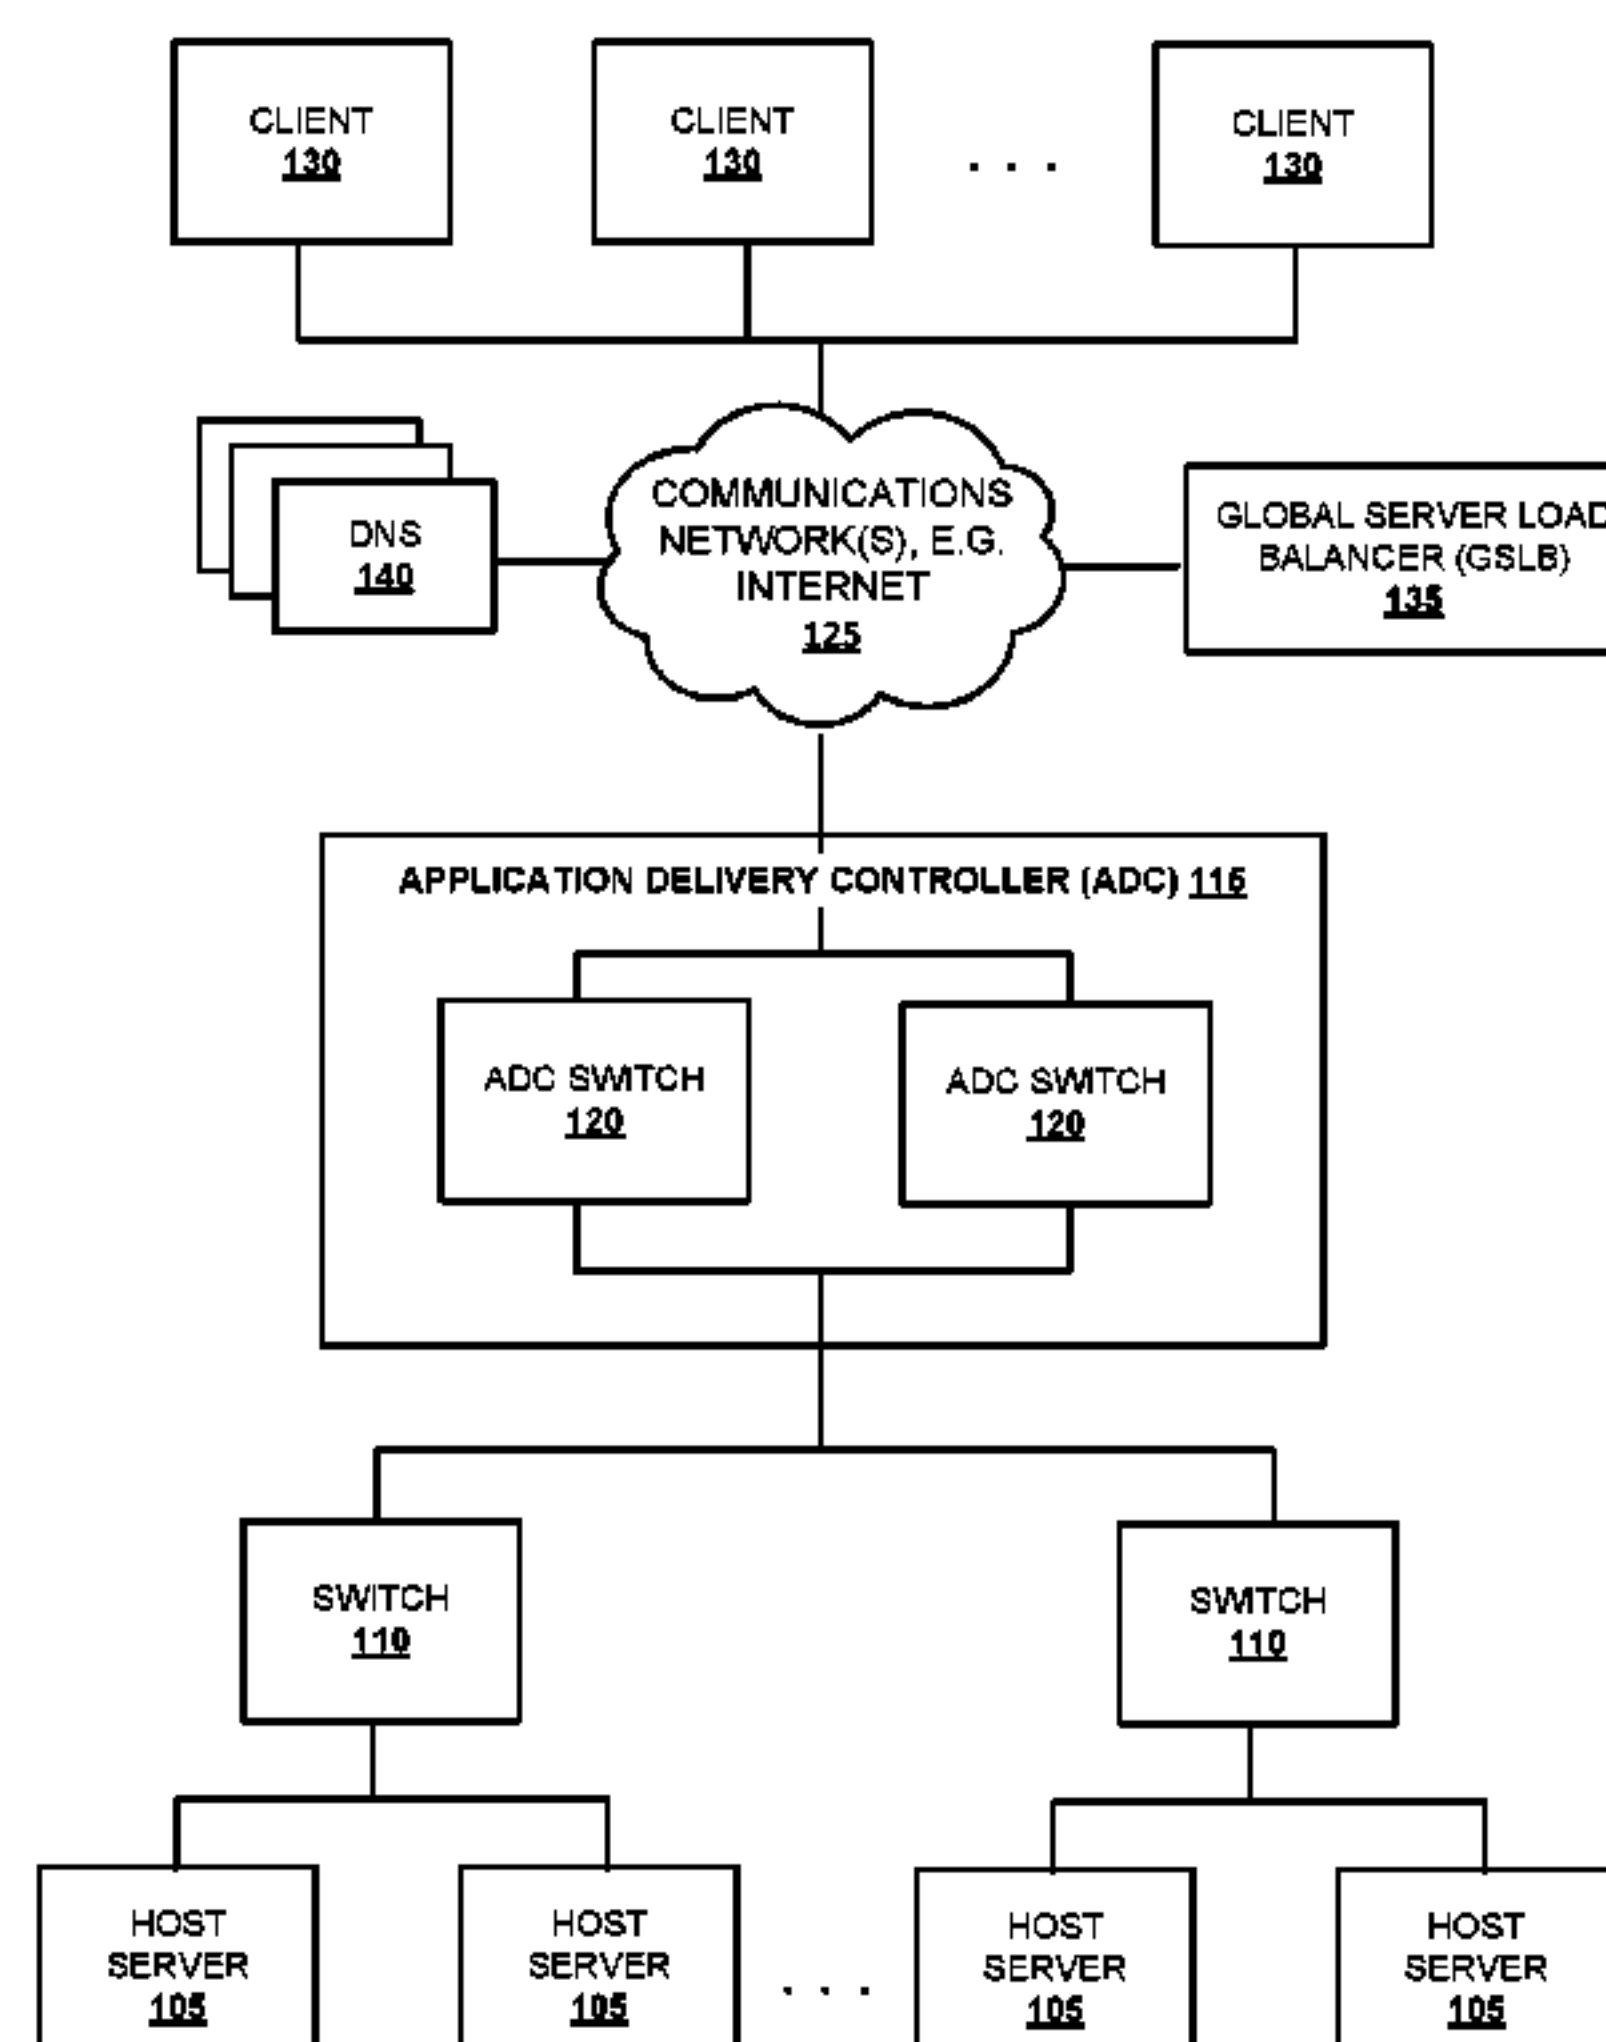 CLIENT
130
CLIENT
130
. . .
CLIENT
130
DNS
140
COMMUNICATIONS
NETWORK(S), E.G.
INTERNET
125
GLOBAL SERVER LOAD
BALANCER (GSLB)
135
APPLICATION DELIVERY CONTROLLER (ADC) 115
ADC SWITCH
120
ADC SWITCH
120
SWITCH
110
SWITCH
110
HOST
SERVER
105
HOST
SERVER
105
. . .
HOST
SERVER
105
HOST
SERVER
105